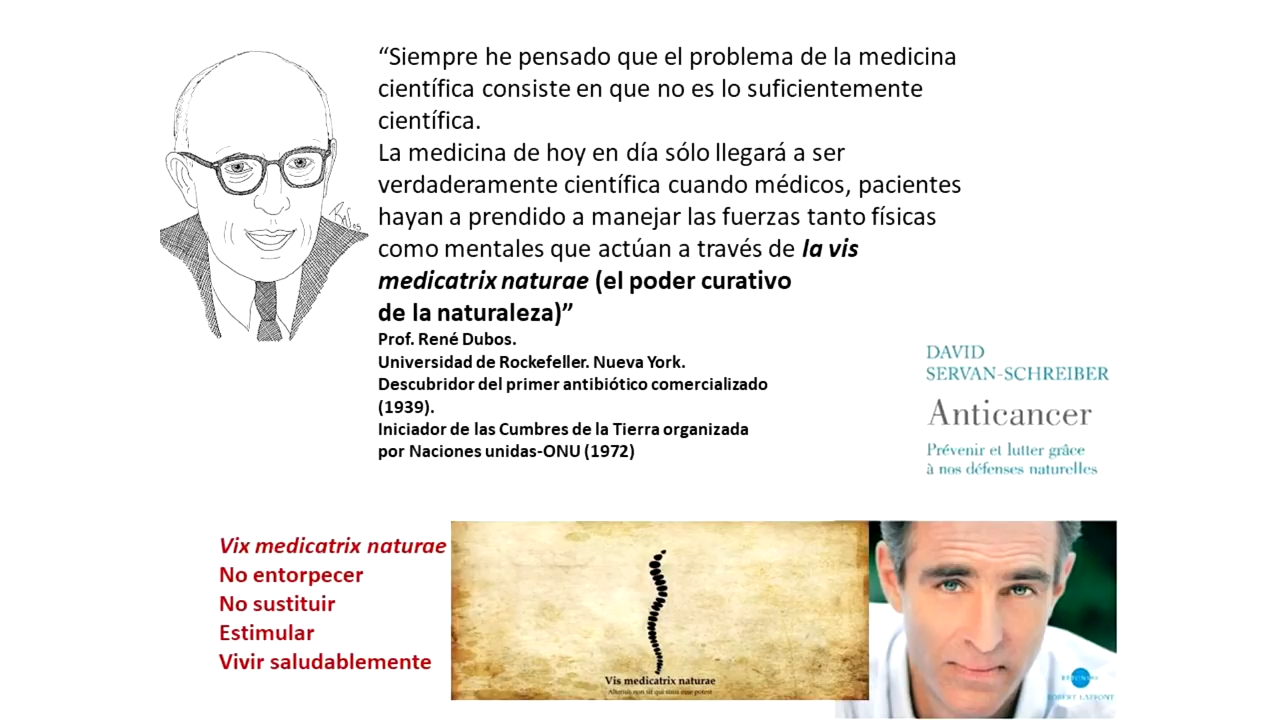 “Siempre he pensado que el problema de la medicina
científica consiste en que no es lo suficientemente
científica.
La medicina de hoy en día sólo llegará a ser
verdaderamente científica cuando médicos, pacientes
hayan a prendido a manejar las fuerzas tanto físicas
como mentales que actúan a través de la vis
medicatrix naturae (el poder curativo
de la naturaleza)”
Prof. René Dubos.
Universidad de Rockefeller. Nueva York.
Descubridor del primer antibiótico comercializado
(1939).
Iniciador de las Cumbres de la Tierra organizada
por Naciones unidas-ONU (1972)
DAVID
SERVAN-SCHREIBER
Anticancer
Prévenir et lutter grâce
à nos défenses naturelles
Vix medicatrix naturae
No entorpecer
No sustituir
Estimular
Vivir saludablemente
Vis medicatrix naturae
ROBERT LAFFONT